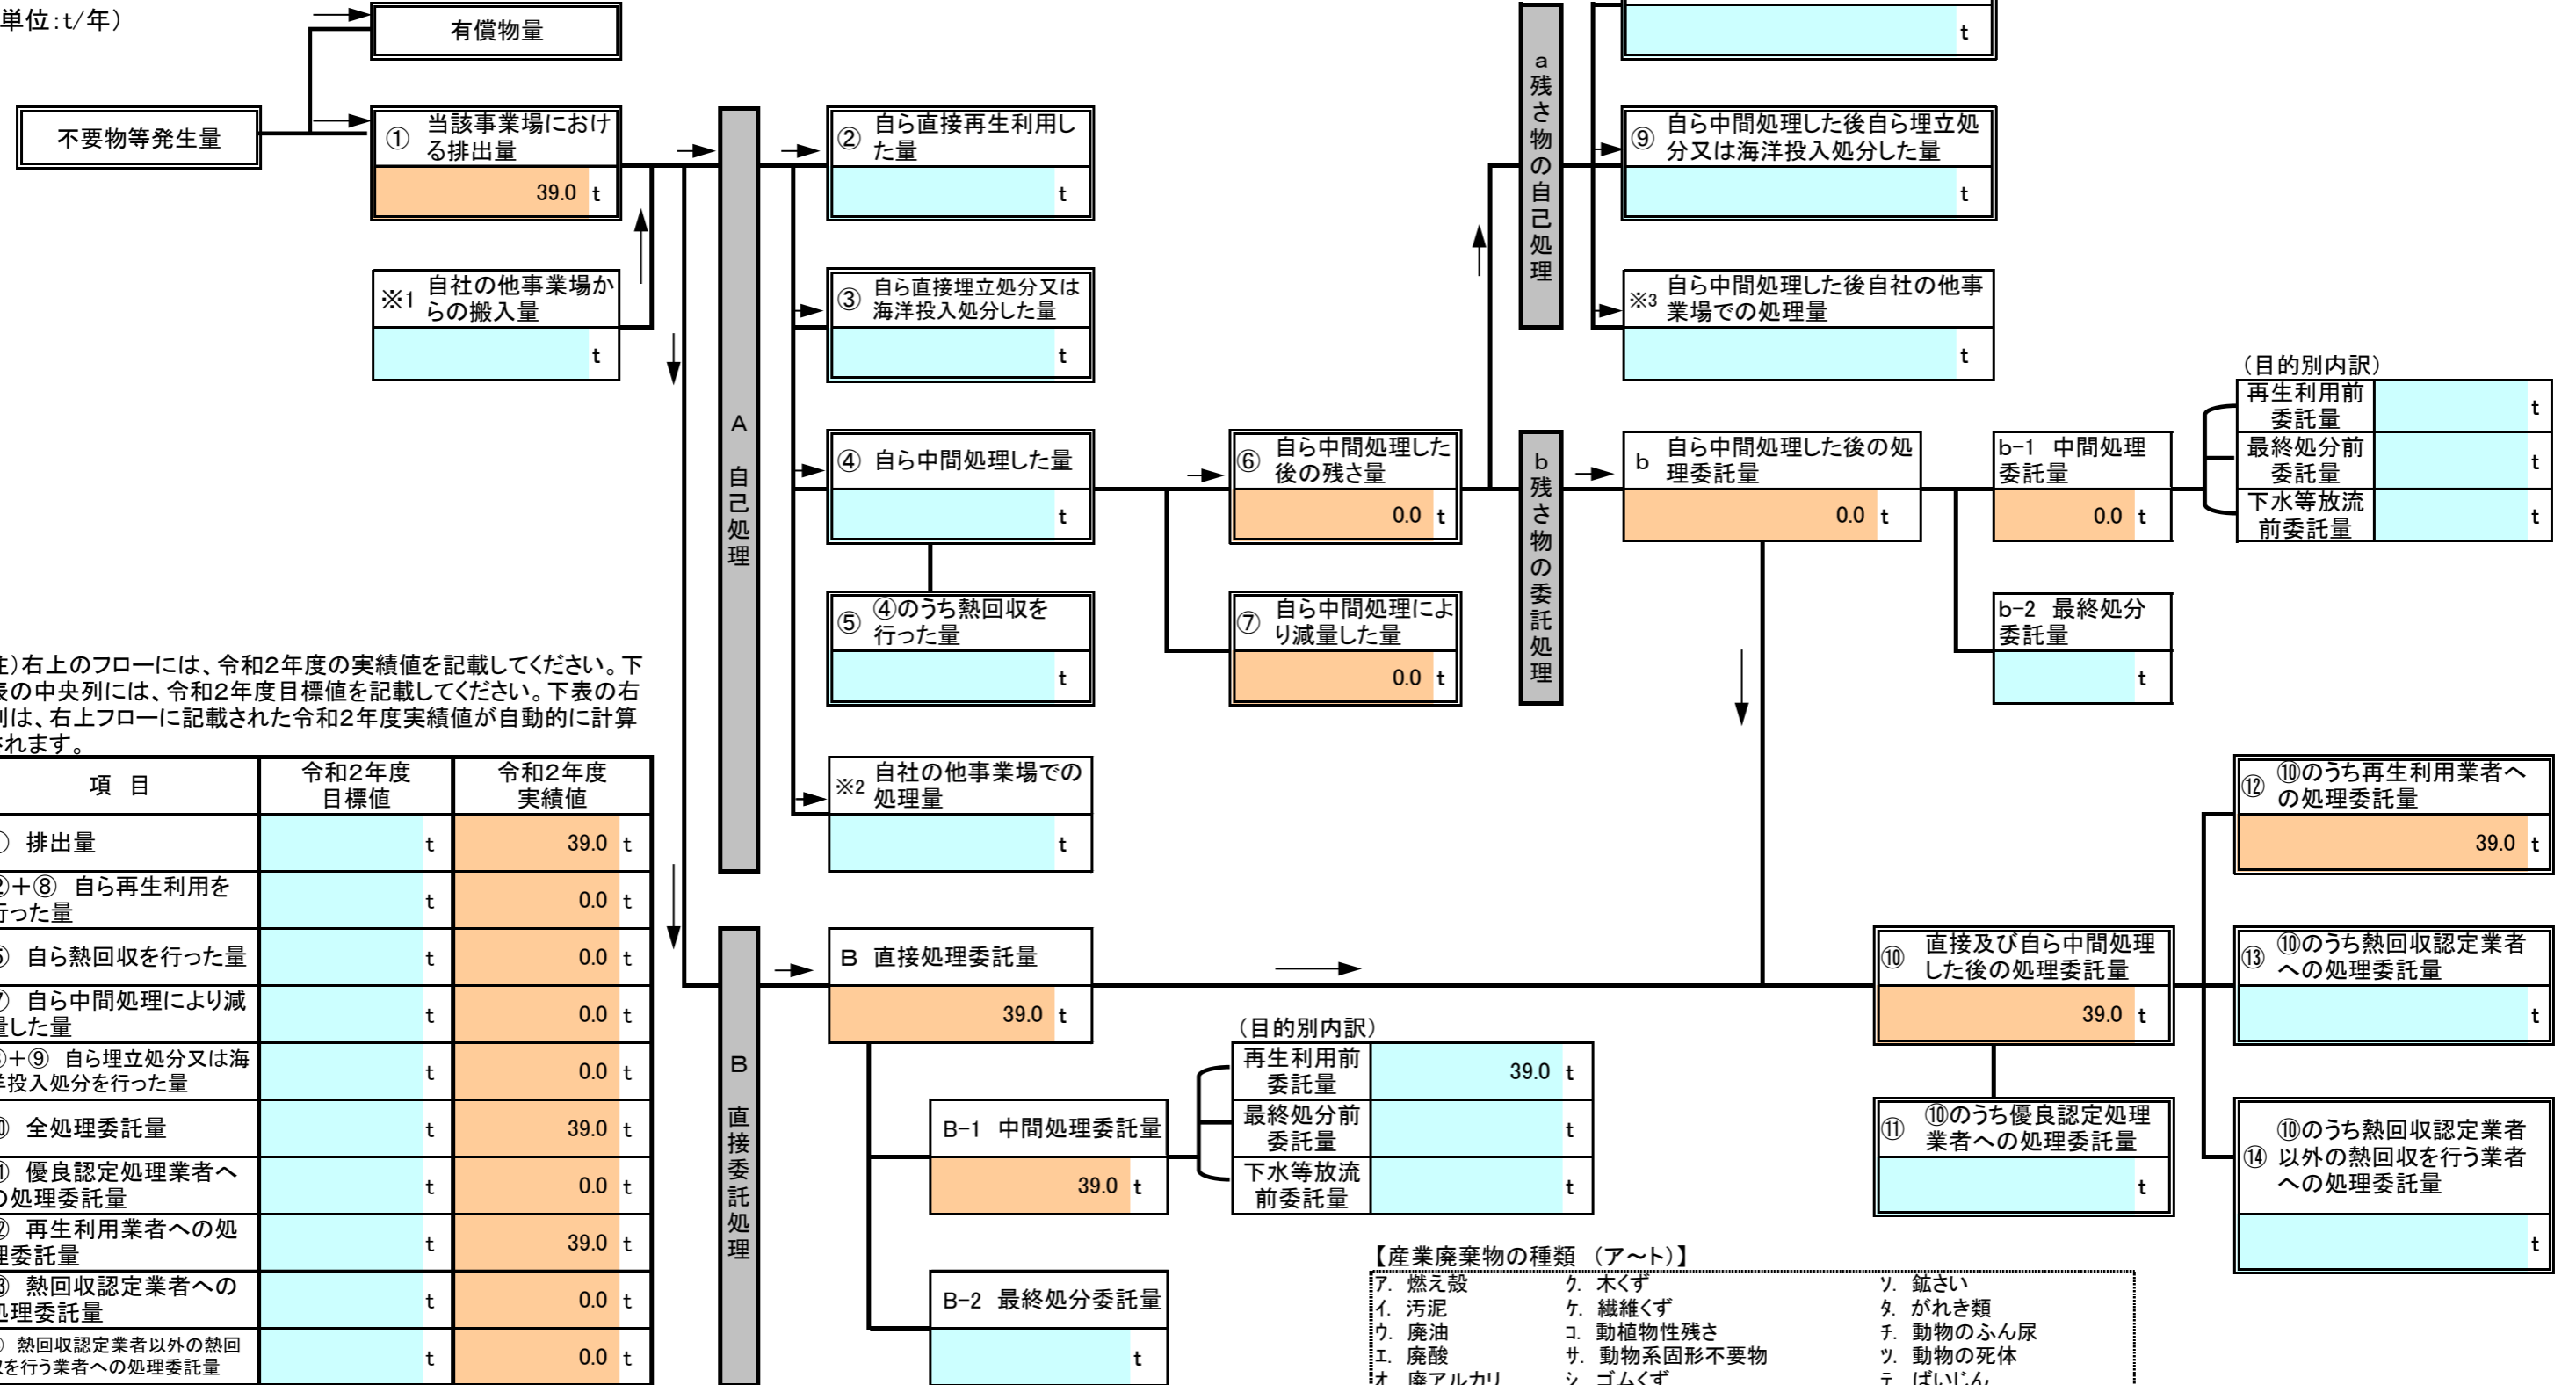 単位:t/年）
有償物量
不要物等発生量
① 当該事業場におけ
る排出量
39.0 t
※1 自社の他事業場か
らの搬入量
t
A 自己処理
② 自ら直接再生利用し
た量
t
③ 自ら直接埋立処分又は
海洋投入処分した量
t
④ 自ら中間処理した量
t
⑤ ④のうち熱回収を
行った量
t
※2 自社の他事業場での
処理量
t
⑥ 自ら中間処理した
後の残さ量
0.0 t
⑦ 自ら中間処理によ
り減量した量
0.0 t
a 残さ物の自己処理
t
⑨ 自ら中間処理した後自ら埋立処
分又は海洋投入処分した量
t
※3 自ら中間処理した後自社の他事
業場での処理量
t
b 残さ物の委託処理
b 自ら中間処理した後の処
理委託量
0.0 t
b-1 中間処理
委託量
0.0 t
b-2 最終処分
委託量
t
（目的別内訳）
再生利用前
委託量
t
最終処分前
委託量
t
下水等放流
前委託量
t
注）右上のフローには、令和2年度の実績値を記載してください。下
表の中央列には、令和2年度目標値を記載してください。下表の右
列は、右上フローに記載された令和2年度実績値が自動的に計算
されます。
項 目 令和2年度
目標値 令和2年度
実績値
① 排出量 t 39.0 t
②＋⑧ 自ら再生利用を
行った量 t 0.0 t
⑤ 自ら熱回収を行った量 t 0.0 t
⑦ 自ら中間処理により減
量した量 t 0.0 t
③＋⑨ 自ら埋立処分又は海
洋投入処分を行った量 t 0.0 t
⑩ 全処理委託量 t 39.0 t
⑪ 優良認定処理業者へ
の処理委託量 t 0.0 t
⑫ 再生利用業者への処
理委託量 t 39.0 t
⑬ 熱回収認定業者への
処理委託量 t 0.0 t
⑭ 熱回収認定業者以外の熱回
収を行う業者への処理委託量 t 0.0 t
B 直接委託処理
B 直接処理委託量
39.0 t
B-1 中間処理委託量
39.0 t
B-2 最終処分委託量
t
（目的別内訳）
再生利用前
委託量
39.0 t
最終処分前
委託量
t
下水等放流
前委託量
t
⑩ 直接及び自ら中間処理
した後の処理委託量
39.0 t
⑪ ⑩のうち優良認定処理
業者への処理委託量
t
⑫ ⑩のうち再生利用業者へ
の処理委託量
39.0 t
⑬ ⑩のうち熱回収認定業者
への処理委託量
t
⑭ ⑩のうち熱回収認定業者
以外の熱回収を行う業者
への処理委託量
t
【産業廃棄物の種類 （ア～ト）】
ア. 燃え殻 ク. 木くず ソ. 鉱さい
イ. 汚泥 ケ. 繊維くず タ. がれき類
ウ. 廃油 コ. 動植物性残さ チ. 動物のふん尿
エ. 廃酸 サ. 動物系固形不要物 ツ. 動物の死体
オ. 廃アルカリ シ. ゴムくず テ. ばいじん